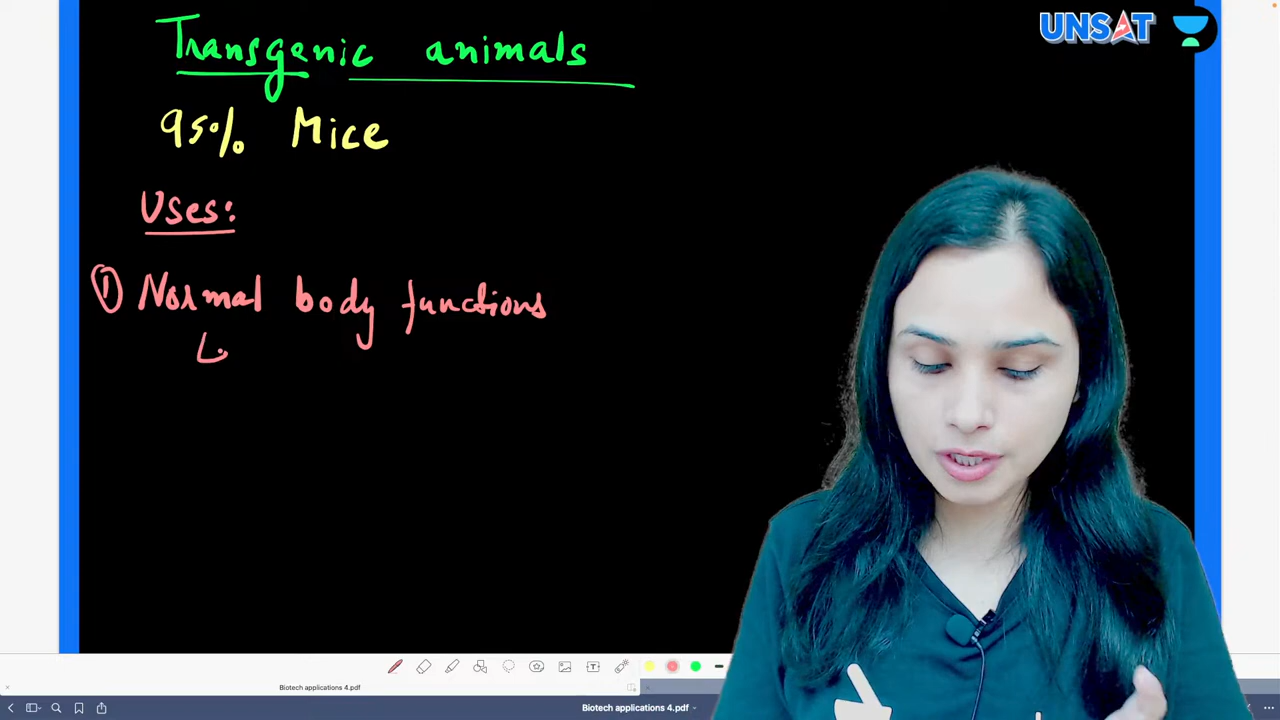 Transgenic animals
UNSAT
95% Mice
Uses:
① Normal body functions
Biotech applications 4.pdf
Biotech applications 4.pdf